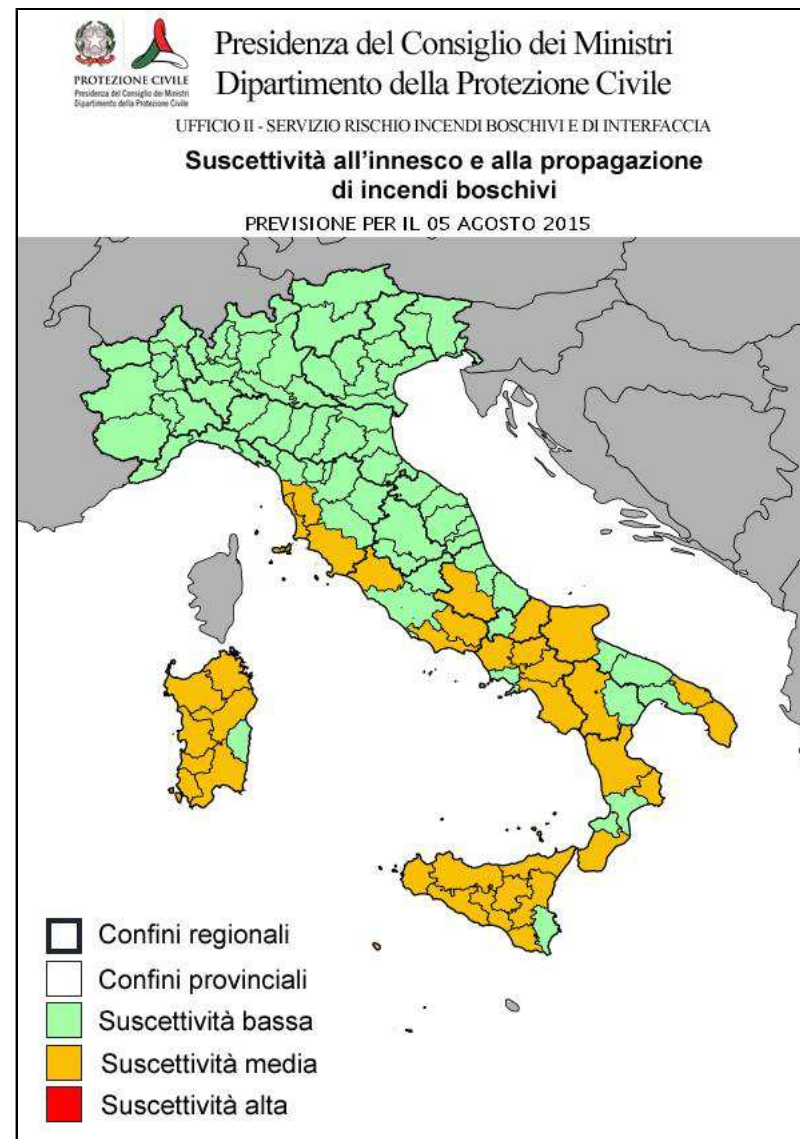 PROTEZIONE CIVILE
Presidenza del Consiglio dei Ministri
Dipartimento della Protezione Civile
Presidenza del Consiglio dei Ministri
Dipartimento della Protezione Civile
UFFICIO II - SERVIZIO RISCHIO INCENDI BOSCHIVI E DI INTERFACCIA
Suscettività all'innesco e alla propagazione
di incendi boschivi
PREVISIONE PER IL 05 AGOSTO 2015
Confini regionali
Confini provinciali
Suscettività bassa
Suscettività media
Suscettività alta